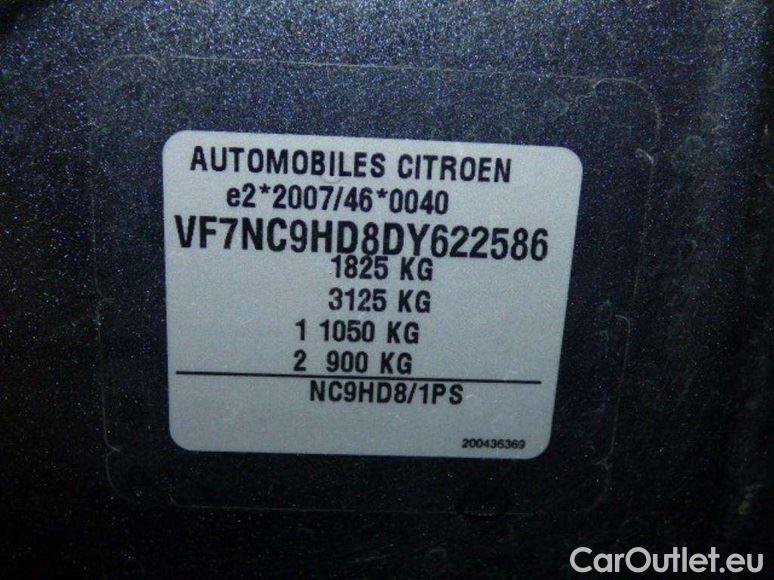 AUTOMOBILES CITROEN
e2*2007/46*0040
VF7NC9HD8DY622586
1825 KG
3125 KG
1 1050 KG
2 900 KG
NC9HD8/1PS
200436369
CarOutlet.eu